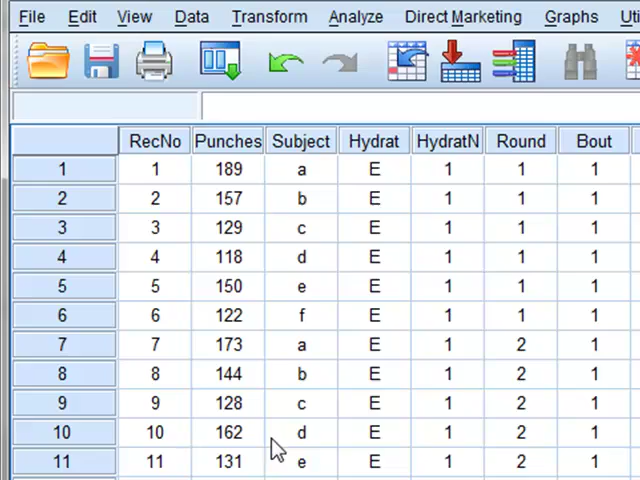 File Edit View Data Transform Analyze Direct Marketing Graphs Uti
RecNo Punches Subject Hydrat HydratN Round Bout
1 1 189 a E 1 1 1
2 2 157 b E 1 1 1
3 3 129 c E 1 1 1
4 4 118 d E 1 1 1
5 5 150 e E 1 1 1
6 6 122 f E 1 1 1
7 7 173 a E 1 2 1
8 8 144 b E 1 2 1
9 9 128 c E 1 2 1
10 10 162 d E 1 2 1
11 11 131 e E 1 2 1